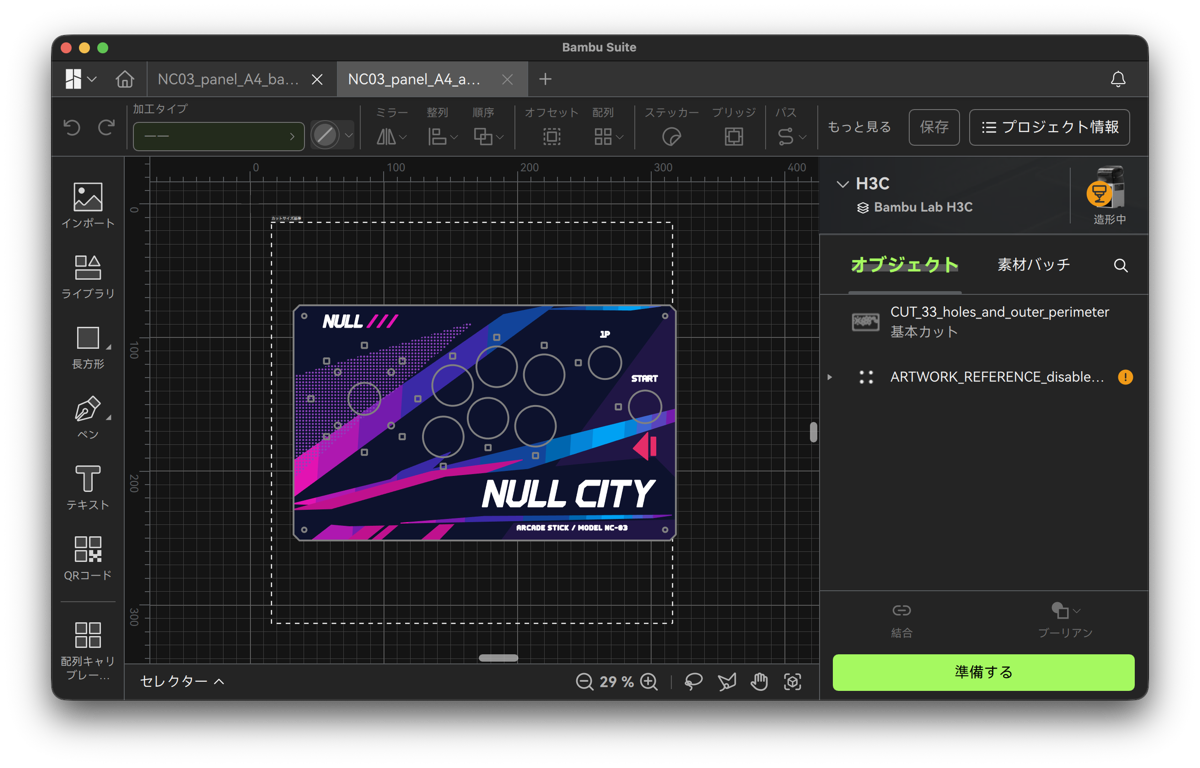 Bambu Suite
NC03_panel_A4_ba...
NC03_panel_A4_a...
加工タイプ
ミラー
整列
順序
オフセット
配列
ステッカー
ブリッジ
パス
もっと見る
保存
プロジェクト情報
0
100
200
300
400
0
100
200
300
インポート
ライブラリ
長方形
ペン
テキスト
QRコード
配列キャリ
ブレー...
NULL ///
1P
START
NULL CITY
ARCADE STICK / MODEL NC-03
セレクター
29 %
H3C
Bambu Lab H3C
造形中
オブジェクト
素材パッチ
CUT_33_holes_and_outer_perimeter
基本カット
ARTWORK_REFERENCE_disable...
結合
ブーリアン
準備する